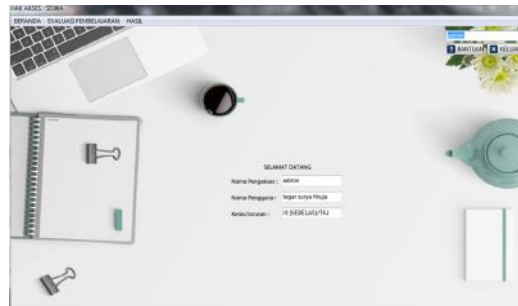 HAK AKSES : SISWA
BERANDA EVALUASI PEMBELAJARAN HASIL
BANTUAN KELUAR
SELAMAT DATANG
Nama Pengakses : admin
Nama Pengguna : tegar surya firuja
Kelas/Jurusan : XI (SEBELAS)/TKJ